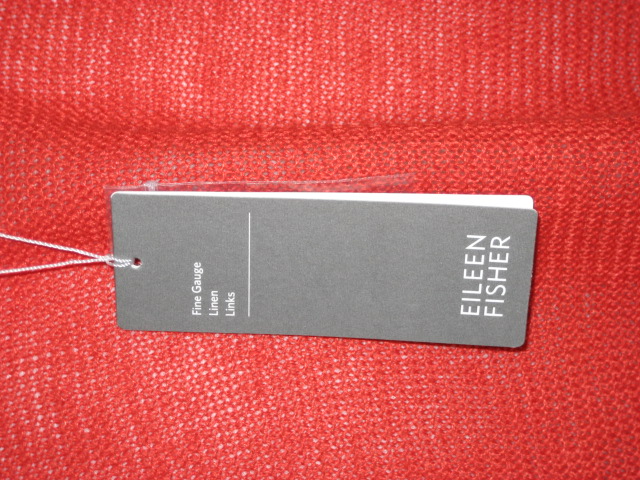 Fine Gauge
Linen
Links
EILEEN
FISHER